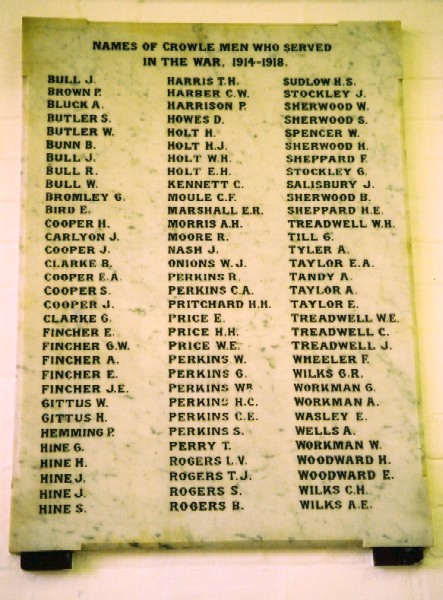 NAMES OF CROWLE MEN WHO SERVED
IN THE WAR, 1914-1918.
BULL J.
BROWN P.
BLUCK A.
BUTLER S.
BUTLER W.
BUNN B.
BULL J.
BULL R.
BULL W.
BROMLEY G.
BIRD E.
COOPER H.
CARLYON J.
CLARKE R.
COOPER E.A.
COOPER S.
COOPER J.
CLARKE G.
FINCHER E.
FINCHER G.W.
FINCHER A.
FINCHER E.
FINCHER J.E.
GITTUS W.
GITTUS H.
HEMMING P.
HINE G.
HINE H.
HINE J.
HINE J.
HINE S.
HARRIS T.H.
HARBER C.W.
HARRISON P.
HOWES D.
HOLT H.
HOLT H.J.
HOLT W.H.
HOLT E.H.
KENNETT C.
MOULE C.F.
MARSHALL E.R.
MORRIS A.H.
MOORE R.
NASH J.
ONIONS W.J.
PERKINS R.
PERKINS C.A.
PRITCHARD H.H.
PRICE E.
PRICE H.H.
PRICE W.E.
PERKINS W.
PERKINS G.
PERKINS WM
PERKINS H.C.
PERKINS C.E.
PERKINS S.
PERRY T.
ROGERS L.V.
ROGERS T.J.
ROGERS S.
ROGERS B.
SUDLOW H.S.
STOCKLEY J.
SHERWOOD W.
SHERWOOD S.
SPENCER W.
SHERWOOD H.
SHEPPARD F.
STOCKLEY G.
SALISBURY J.
SHERWOOD B.
SHEPPARD H.E.
TREADWELL W.H.
TILL G.
TYLER A.
TAYLOR E.A.
TANDY A.
TAYLOR A.
TAYLOR E.
TREADWELL W.E.
TREADWELL C.
TREADWELL J.
WHEELER F.
WILKS G.R.
WORKMAN G.
WORKMAN A.
WASLEY E.
WELLS A.
WORKMAN W.
WOODWARD H.
WOODWARD E.
WILKS C.H.
WILKS A.E.